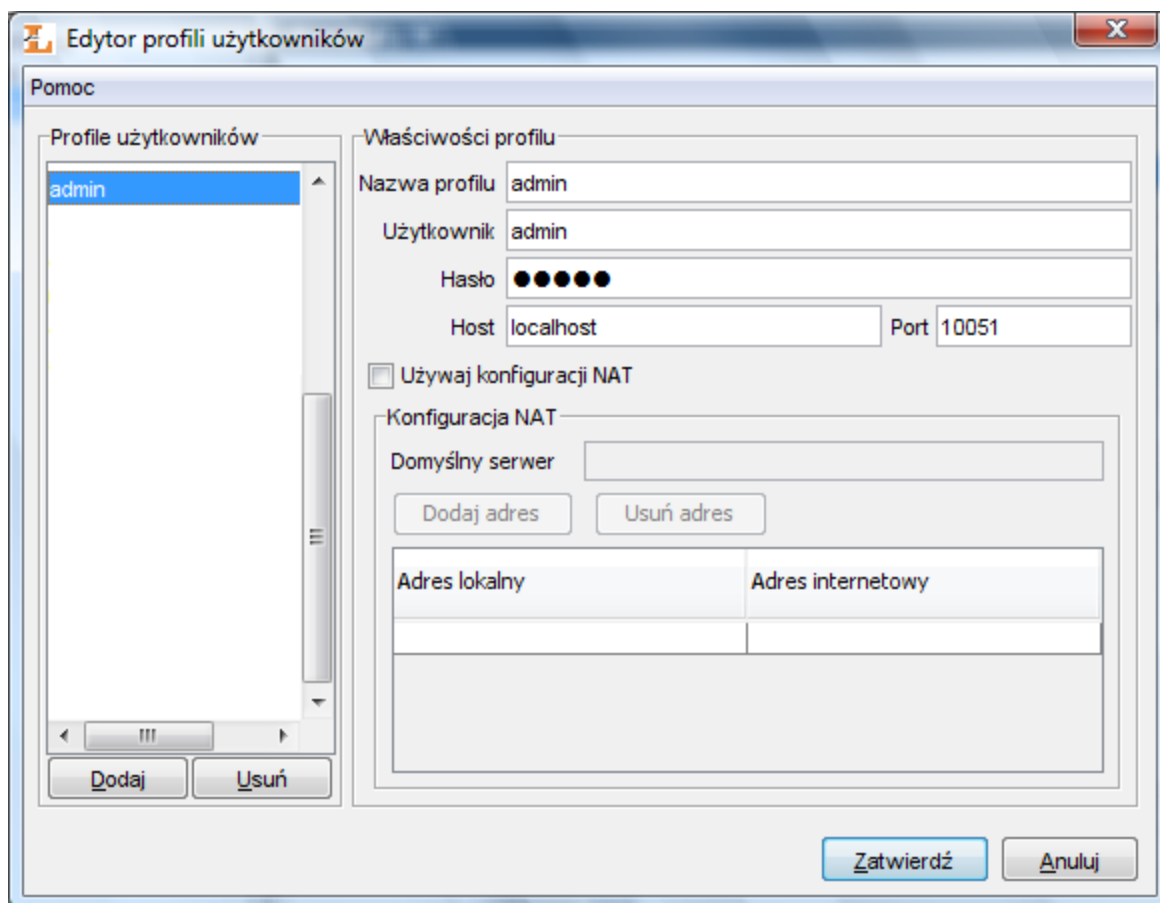 Edytor profili użytkowników
Pomoc
Profile użytkowników
admin
Dodaj Usuń
Właściwości profilu
Nazwa profilu admin
Użytkownik admin
Hasło ●●●●●
Host localhost Port 10051
Używaj konfiguracji NAT
Konfiguracja NAT
Domyślny serwer
Dodaj adres Usuń adres
Adres lokalny Adres internetowy
Zatwierdź Anuluj